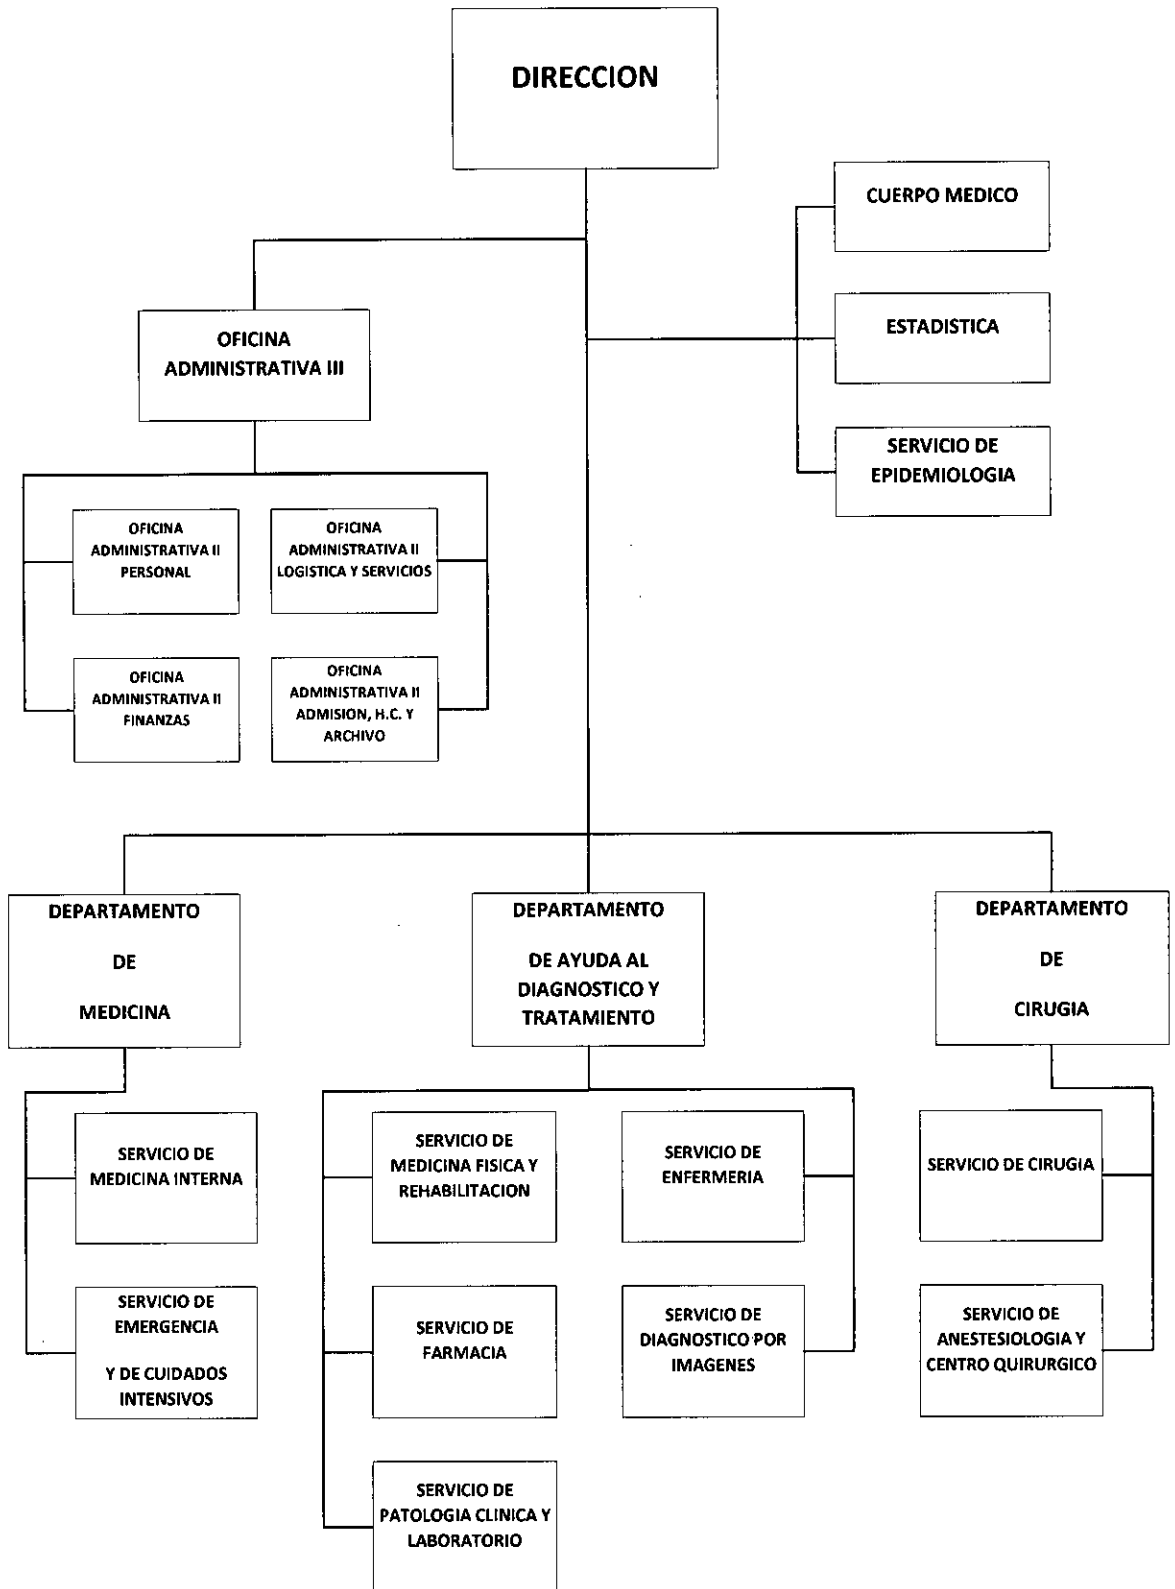 DIRECCION
CUERPO MEDICO
ESTADISTICA
SERVICIO DE
EPIDEMIOLOGIA
OFICINA
ADMINISTRATIVA III
OFICINA
ADMINISTRATIVA II
PERSONAL
OFICINA
ADMINISTRATIVA II
LOGISTICA Y SERVICIOS
OFICINA
ADMINISTRATIVA II
FINANZAS
OFICINA
ADMINISTRATIVA II
ADMISION, H.C. Y
ARCHIVO
DEPARTAMENTO
DE
MEDICINA
DEPARTAMENTO
DE AYUDA AL
DIAGNOSTICO Y
TRATAMIENTO
DEPARTAMENTO
DE
CIRUGIA
SERVICIO DE
MEDICINA INTERNA
SERVICIO DE
EMERGENCIA
Y DE CUIDADOS
INTENSIVOS
SERVICIO DE
MEDICINA FISICA Y
REHABILITACION
SERVICIO DE
ENFERMERIA
SERVICIO DE
FARMACIA
SERVICIO DE
DIAGNOSTICO POR
IMAGENES
SERVICIO DE
PATOLOGIA CLINICA Y
LABORATORIO
SERVICIO DE CIRUGIA
SERVICIO DE
ANESTESIOLOGIA Y
CENTRO QUIRURGICO